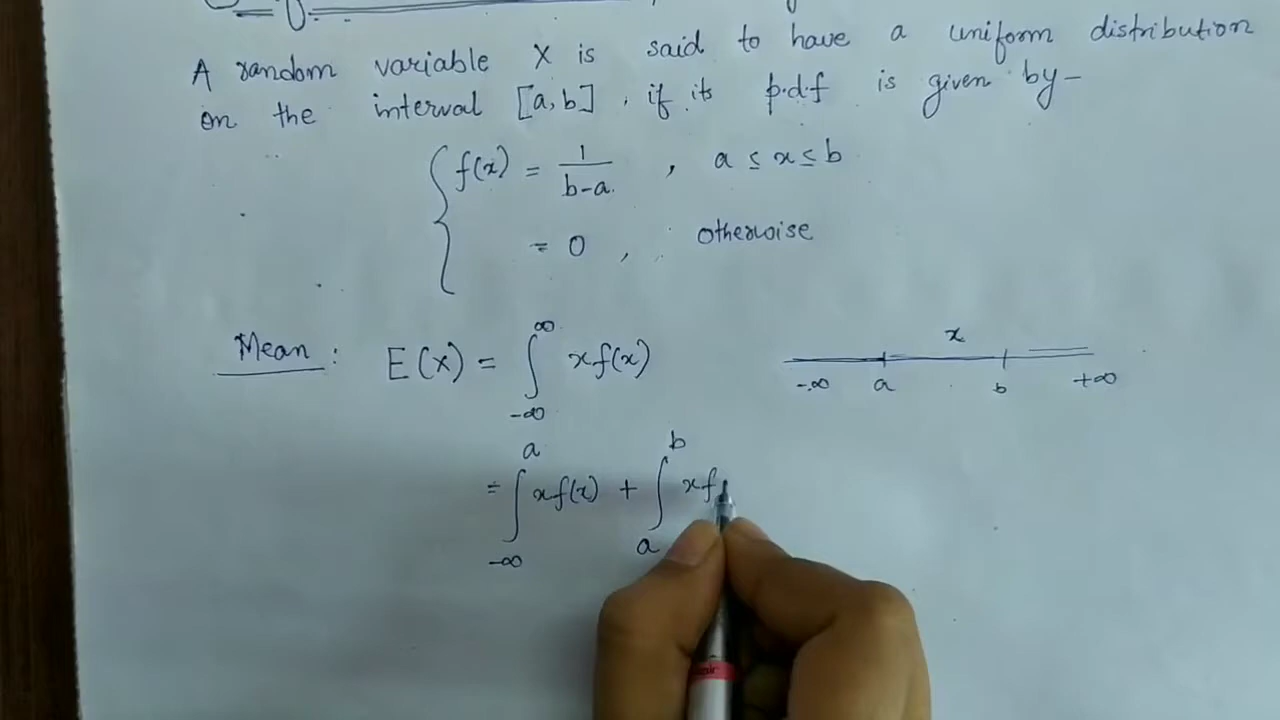 A random variable X is said to have a uniform distribution
on the interval [a,b], if its p.d.f is given by-
f(x) = 1/(b-a) , a ≤ x ≤ b
= 0 , otherwise
Mean : E(X) = ∫_{-∞}^{∞} xf(x)
x
-∞ a b +∞
= ∫_{-∞}^{a} xf(x) + ∫_{a}^{b} xf